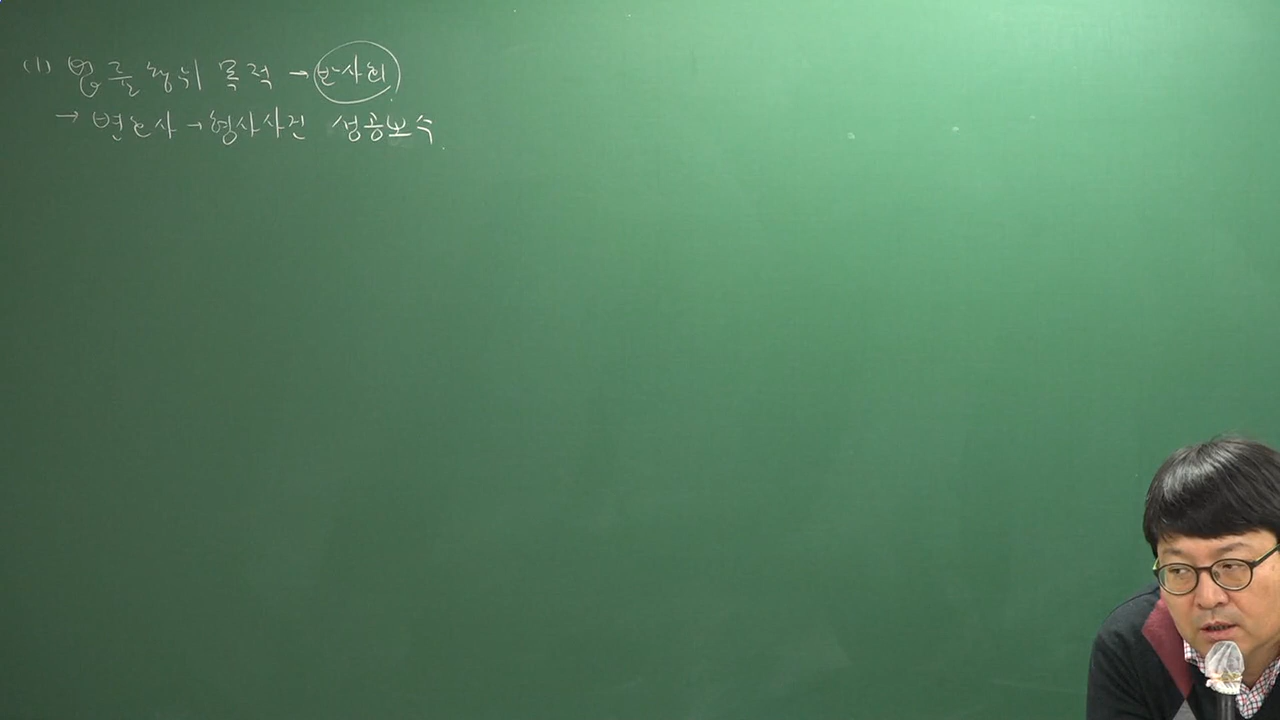 (1) 법률행위 목적 → 반사회
→ 변호사 → 형사사건 성공보수.